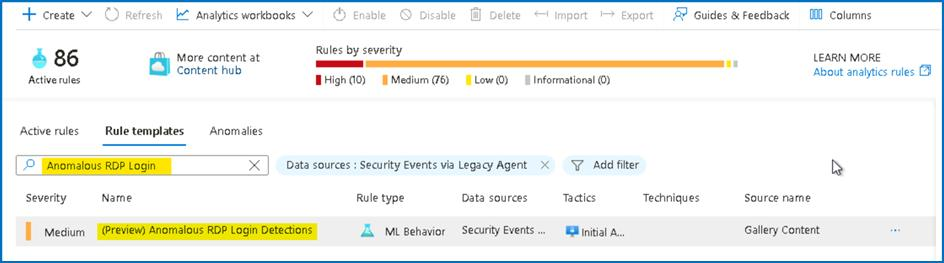 Create Refresh Analytics workbooks Enable Disable Delete Import Export Guides & Feedback Columns
86
Active rules
More content at
Content hub
Rules by severity
High (10) Medium (76) Low (0) Informational (0)
LEARN MORE
About analytics rules
Active rules Rule templates Anomalies
Anomalous RDP Login Data sources : Security Events via Legacy Agent Add filter
Severity Name Rule type Data sources Tactics Techniques Source name
Medium (Preview) Anomalous RDP Login Detections ML Behavior Security Events ... Initial A... Gallery Content ...